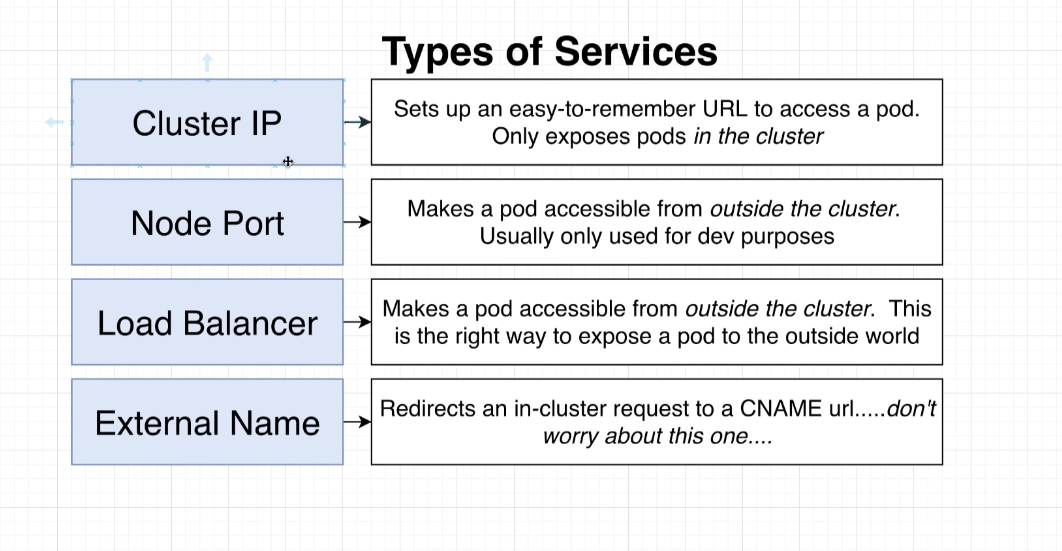 Types of Services
Cluster IP
Sets up an easy-to-remember URL to access a pod.
Only exposes pods in the cluster
Node Port
Makes a pod accessible from outside the cluster.
Usually only used for dev purposes
Load Balancer
Makes a pod accessible from outside the cluster.  This
is the right way to expose a pod to the outside world
External Name
Redirects an in-cluster request to a CNAME url.....don't
worry about this one....